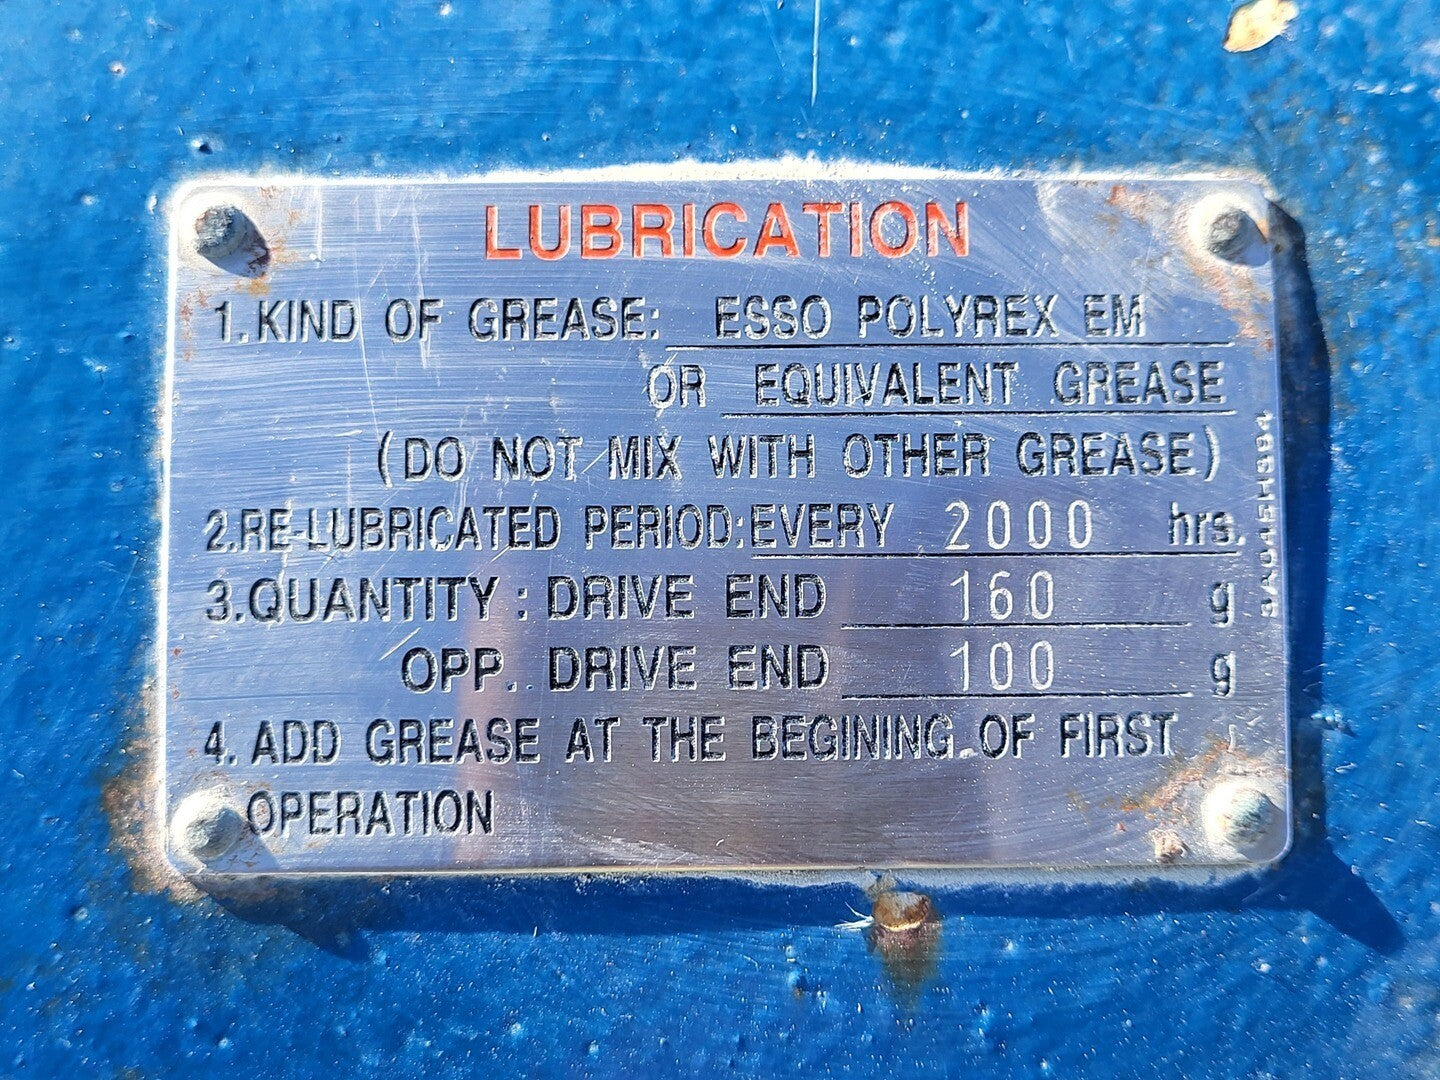 LUBRICATION
1. KIND OF GREASE: ESSO POLYREX EM
OR EQUIVALENT GREASE
(DO NOT MIX WITH OTHER GREASE)
2. RE-LUBRICATED PERIOD: EVERY 2000 hrs.
3. QUANTITY : DRIVE END 160 g
OPP. DRIVE END 100 g
4. ADD GREASE AT THE BEGINING OF FIRST
OPERATION